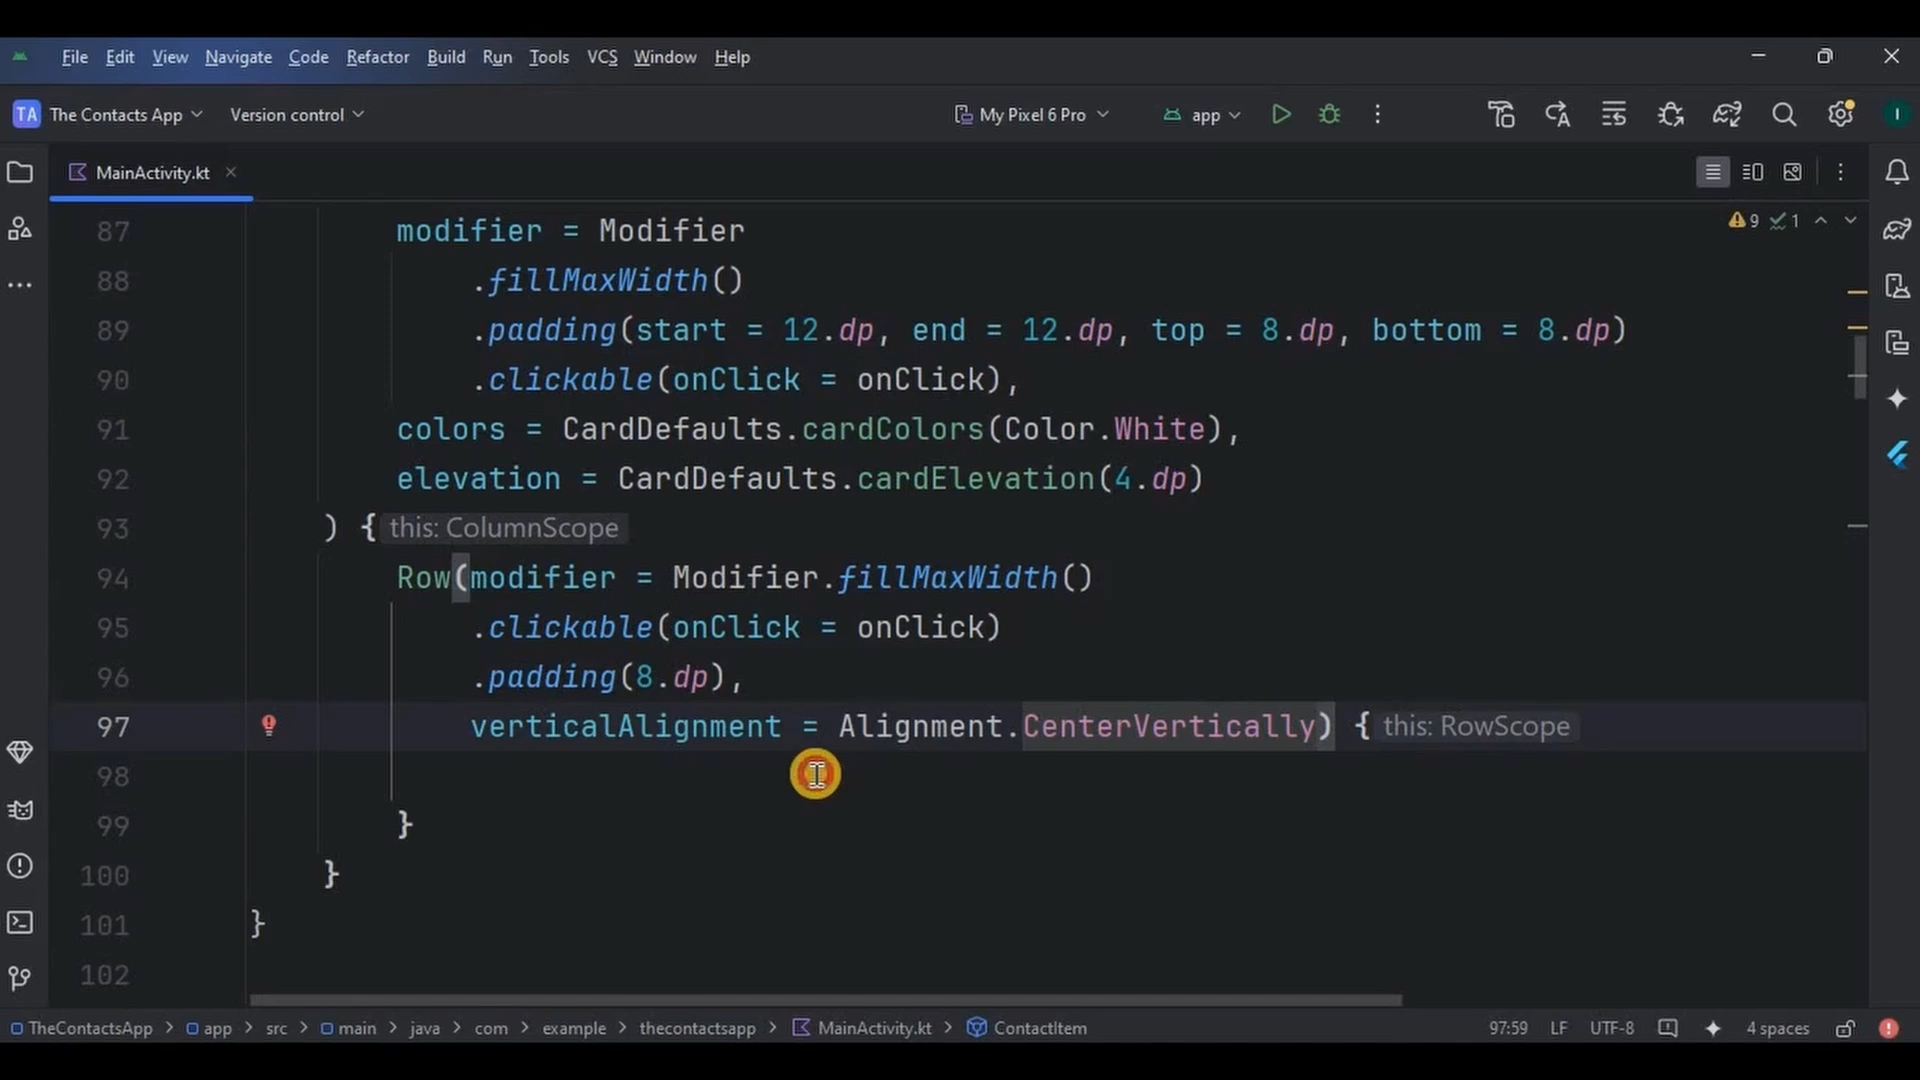 File Edit View Navigate Code Refactor Build Run Tools VCS Window Help
TA The Contacts App Version control My Pixel 6 Pro app I
MainActivity.kt
9 1
87 modifier = Modifier
88 .fillMaxWidth()
89 .padding(start = 12.dp, end = 12.dp, top = 8.dp, bottom = 8.dp)
90 .clickable(onClick = onClick),
91 colors = CardDefaults.cardColors(Color.White),
92 elevation = CardDefaults.cardElevation(4.dp)
93 ) { this: ColumnScope
94 Row(modifier = Modifier.fillMaxWidth()
95 .clickable(onClick = onClick)
96 .padding(8.dp),
97 verticalAlignment = Alignment.CenterVertically) { this: RowScope
98
99 }
100 }
101 }
102
TheContactsApp > app > src > main > java > com > example > thecontactsapp > MainActivity.kt > ContactItem 97:59 LF UTF-8 4 spaces